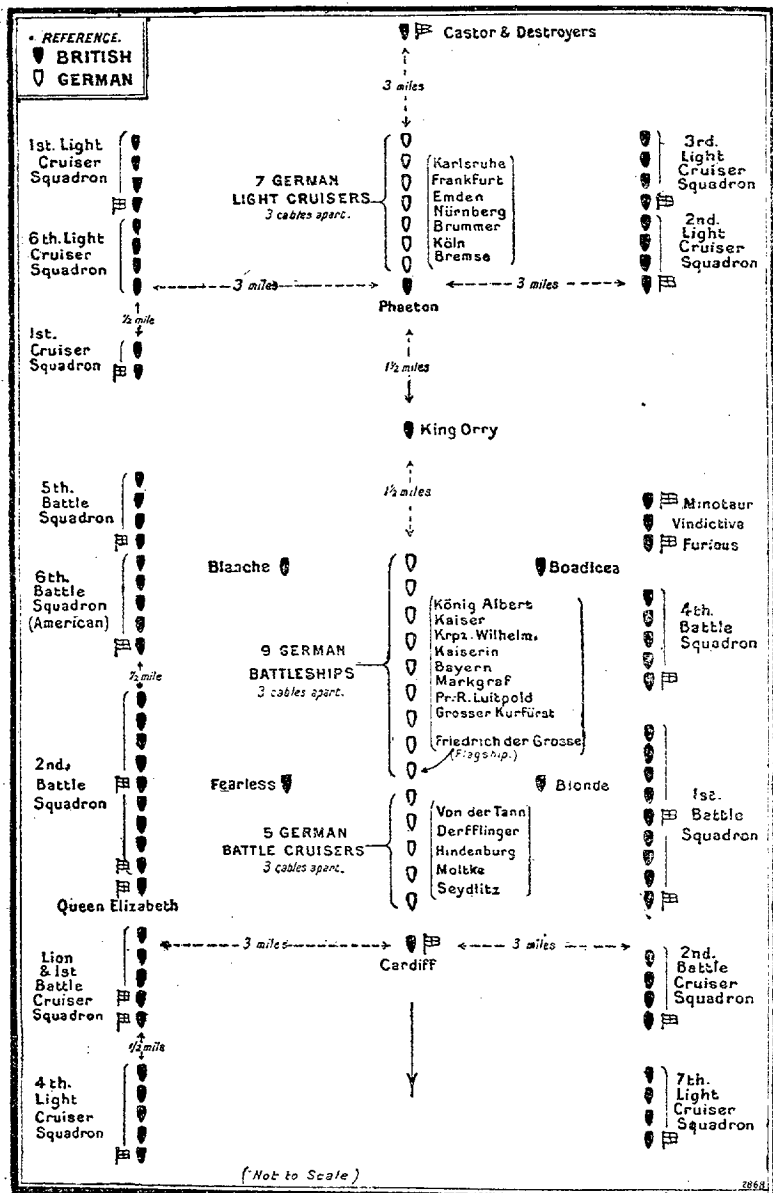 REFERENCE.
BRITISH
GERMAN
Castor & Destroyers
3 miles
1st. Light
Cruiser
Squadron
7 GERMAN
LIGHT CRUISERS
3 cables apart.
Karlsruhe
Frankfurt
Emden
Nürnberg
Brummer
Köln
Bremse
3rd.
Light
Cruiser
Squadron
6th. Light
Cruiser
Squadron
2nd.
Light
Cruiser
Squadron
3 miles
3 miles
Phaeton
½ mile
1st.
Cruiser
Squadron
1½ miles
King Orry
1½ miles
5th.
Battle
Squadron
Minotaur
Vindictive
Furious
Blanche
Boadicea
6th.
Battle
Squadron
(American)
9 GERMAN
BATTLESHIPS
3 cables apart.
König Albert
Kaiser
Krpz. Wilhelm.
Kaiserin
Bayern
Markgraf
Pr. R. Luitpold
Grosser Kurfürst
Friedrich der Grosse
(Flagship.)
4th.
Battle
Squadron
½ mile
2nd.
Battle
Squadron
Fearless
Blonde
1st.
Battle
Squadron
5 GERMAN
BATTLE CRUISERS
3 cables apart.
Von der Tann
Derfflinger
Hindenburg
Moltke
Seydlitz
Queen Elizabeth
3 miles
3 miles
Cardiff
Lion
& 1st
Battle
Cruiser
Squadron
2nd.
Battle
Cruiser
Squadron
½ mile
4th.
Light
Cruiser
Squadron
7th.
Light
Cruiser
Squadron
(Not to Scale)
2868